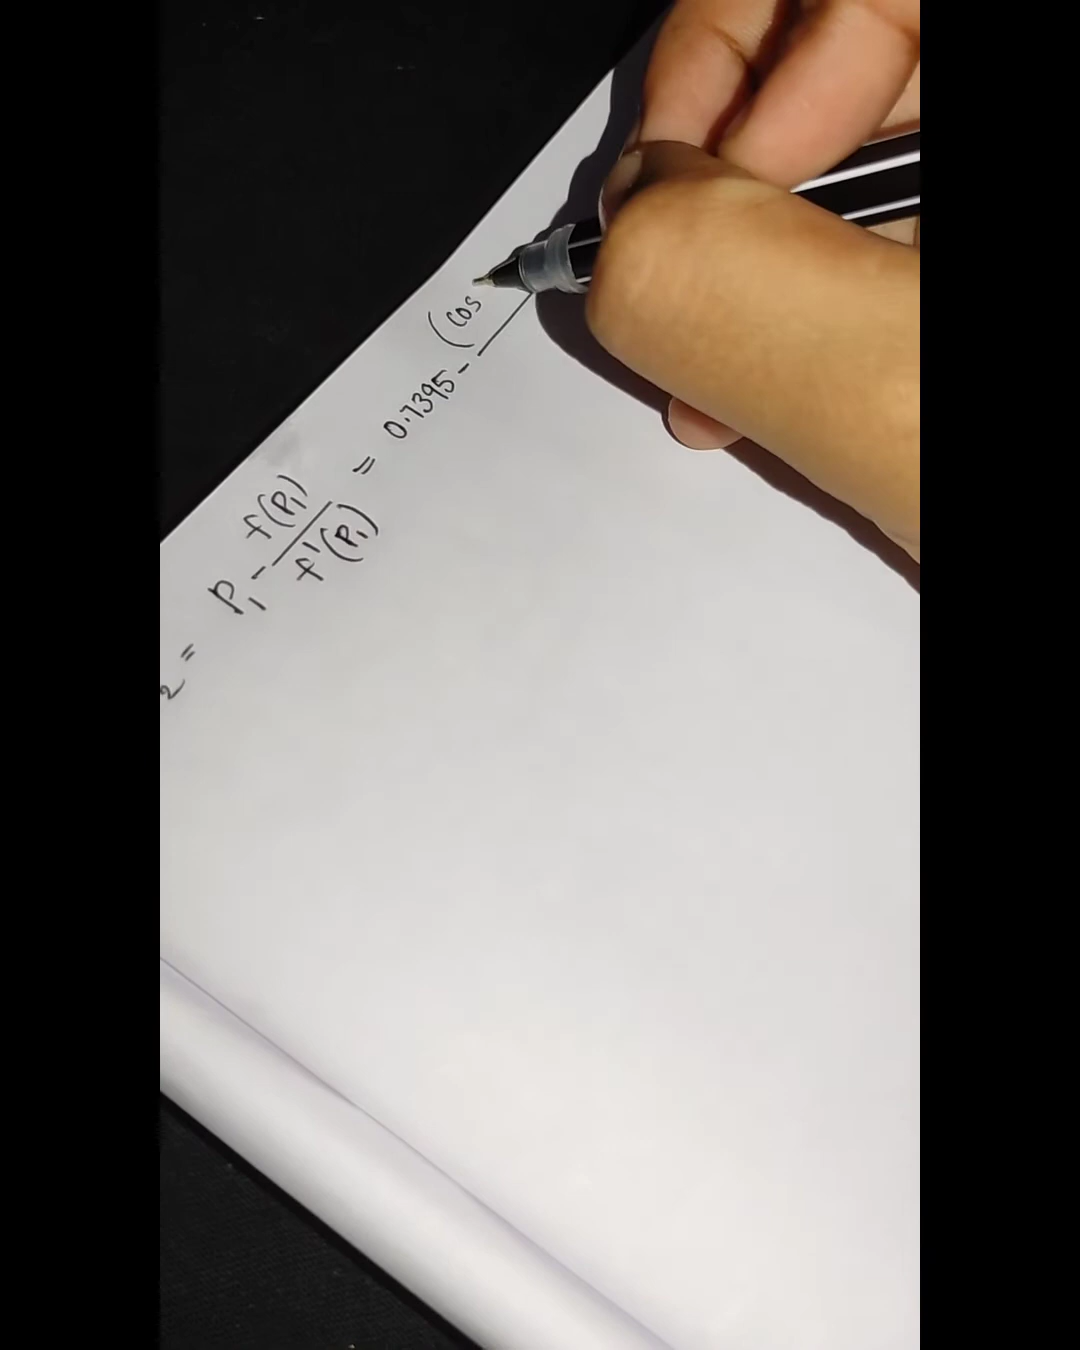 2 = P₁ - f(P₁)/f'(P₁) = 0.7395 - (cos